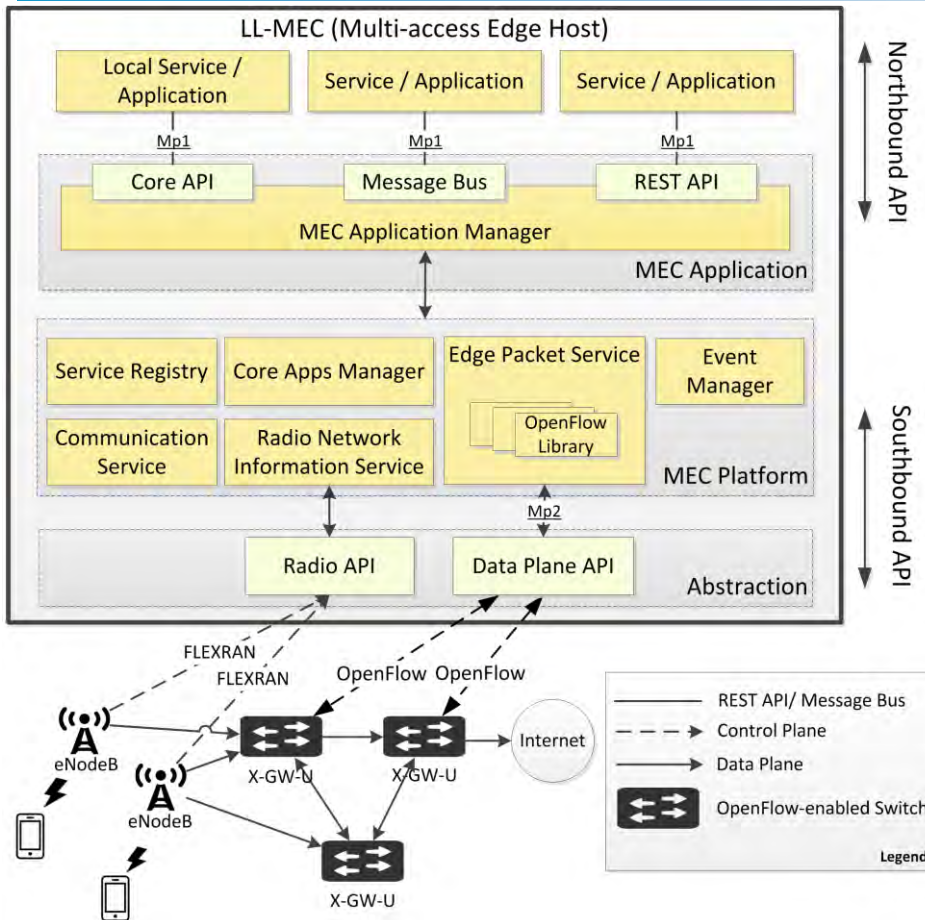 LL-MEC (Multi-access Edge Host)
Local Service /
Application
Service / Application
Service / Application
Mp1
Mp1
Mp1
Core API
Message Bus
REST API
MEC Application Manager
MEC Application
Northbound API
Service Registry
Core Apps Manager
Edge Packet Service
Event
Manager
OpenFlow
Library
Communication
Service
Radio Network
Information Service
MEC Platform
Mp2
Radio API
Data Plane API
Abstraction
Southbound API
FLEXRAN
FLEXRAN
OpenFlow
OpenFlow
eNodeB
eNodeB
X-GW-U
X-GW-U
X-GW-U
Internet
REST API/ Message Bus
Control Plane
Data Plane
OpenFlow-enabled Switch
Legend